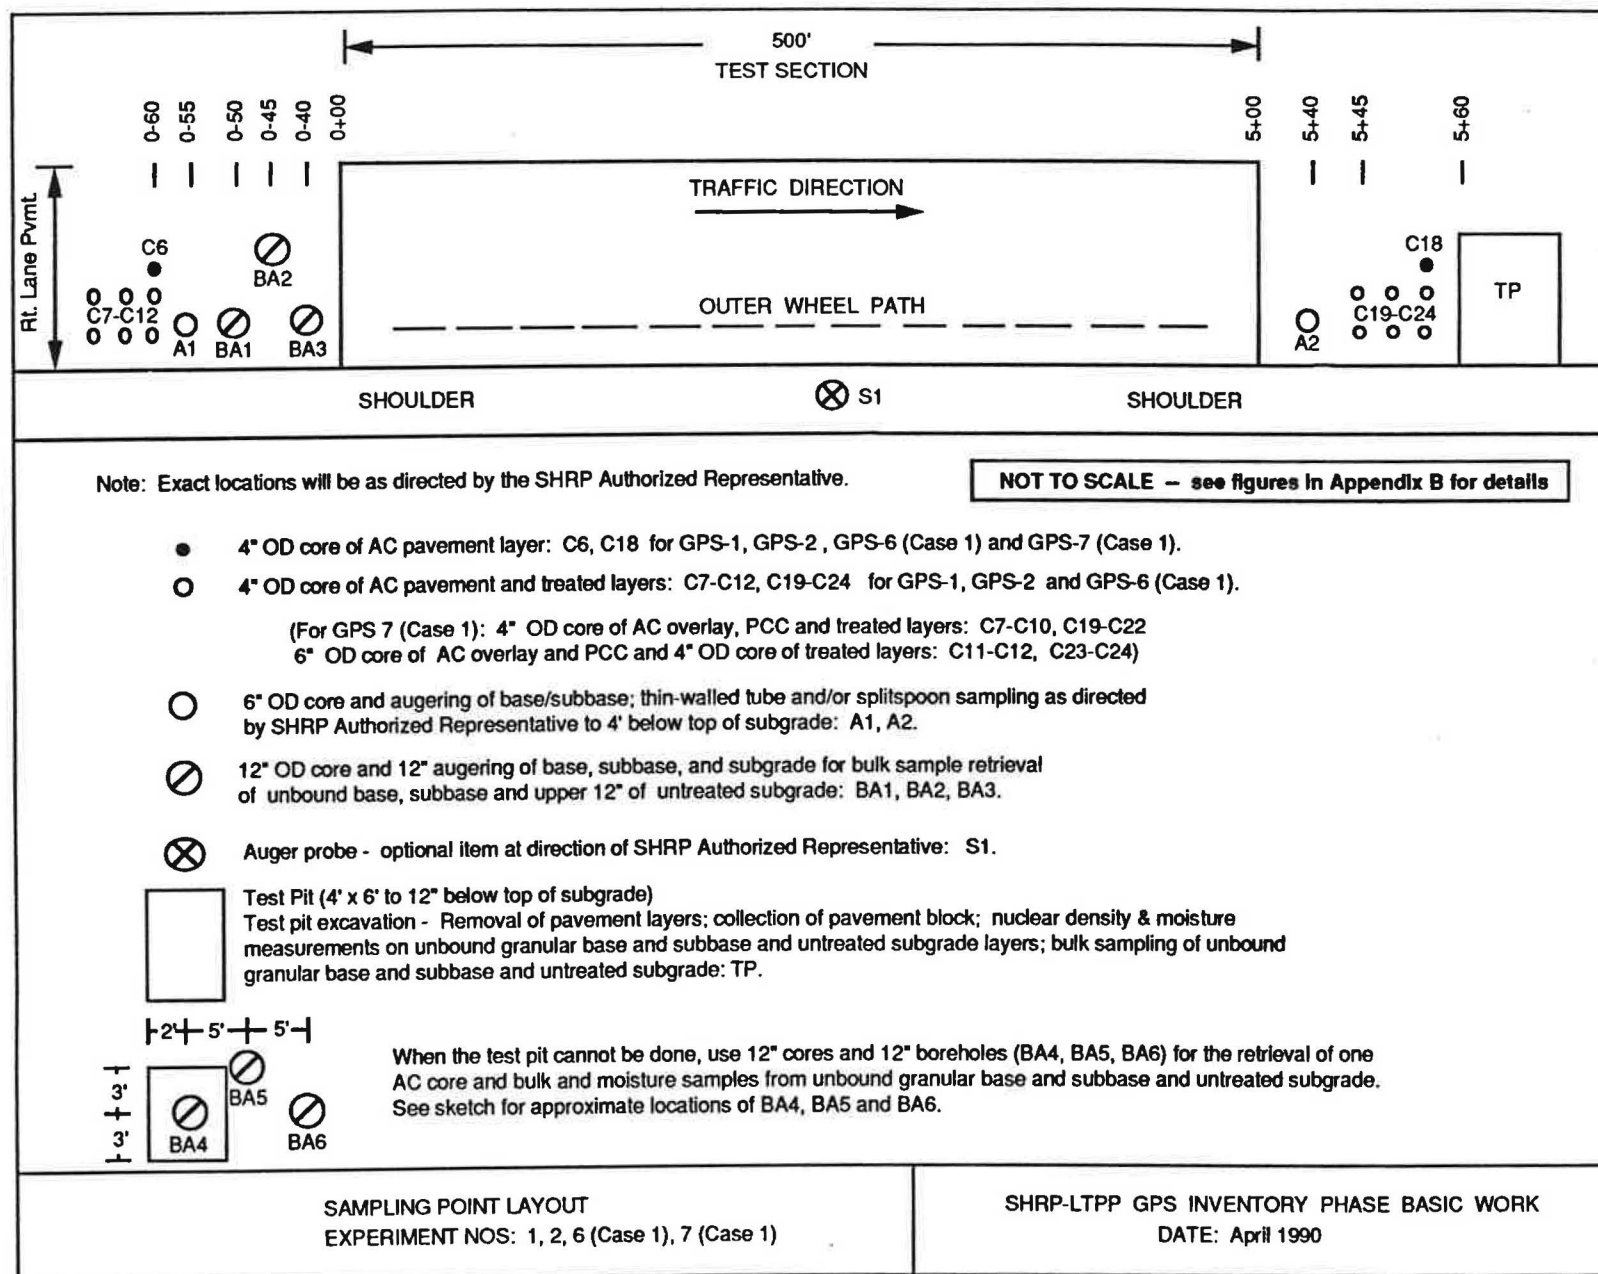 500'
TEST SECTION
0-60
0-55
0-50
0-45
0-40
0+00
5+00
5+40
5+45
5+60
Rt. Lane Pvmt.
TRAFFIC DIRECTION
C6
BA2
C18
TP
C7-C12
OUTER WHEEL PATH
C19-C24
A1
BA1
BA3
A2
SHOULDER
S1
SHOULDER
Note: Exact locations will be as directed by the SHRP Authorized Representative.
NOT TO SCALE – see figures in Appendix B for details
4" OD core of AC pavement layer: C6, C18 for GPS-1, GPS-2 , GPS-6 (Case 1) and GPS-7 (Case 1).
4" OD core of AC pavement and treated layers: C7-C12, C19-C24 for GPS-1, GPS-2 and GPS-6 (Case 1).
(For GPS 7 (Case 1): 4" OD core of AC overlay, PCC and treated layers: C7-C10, C19-C22
6" OD core of AC overlay and PCC and 4" OD core of treated layers: C11-C12, C23-C24)
6" OD core and augering of base/subbase; thin-walled tube and/or splitspoon sampling as directed
by SHRP Authorized Representative to 4' below top of subgrade: A1, A2.
12" OD core and 12" augering of base, subbase, and subgrade for bulk sample retrieval
of unbound base, subbase and upper 12" of untreated subgrade: BA1, BA2, BA3.
Auger probe - optional item at direction of SHRP Authorized Representative: S1.
Test Pit (4' x 6' to 12" below top of subgrade)
Test pit excavation - Removal of pavement layers; collection of pavement block; nuclear density & moisture
measurements on unbound granular base and subbase and untreated subgrade layers; bulk sampling of unbound
granular base and subbase and untreated subgrade: TP.
2'
5'
5'
3'
3'
BA5
BA4
BA6
When the test pit cannot be done, use 12" cores and 12" boreholes (BA4, BA5, BA6) for the retrieval of one
AC core and bulk and moisture samples from unbound granular base and subbase and untreated subgrade.
See sketch for approximate locations of BA4, BA5 and BA6.
SAMPLING POINT LAYOUT
EXPERIMENT NOS: 1, 2, 6 (Case 1), 7 (Case 1)
SHRP-LTPP GPS INVENTORY PHASE BASIC WORK
DATE: April 1990